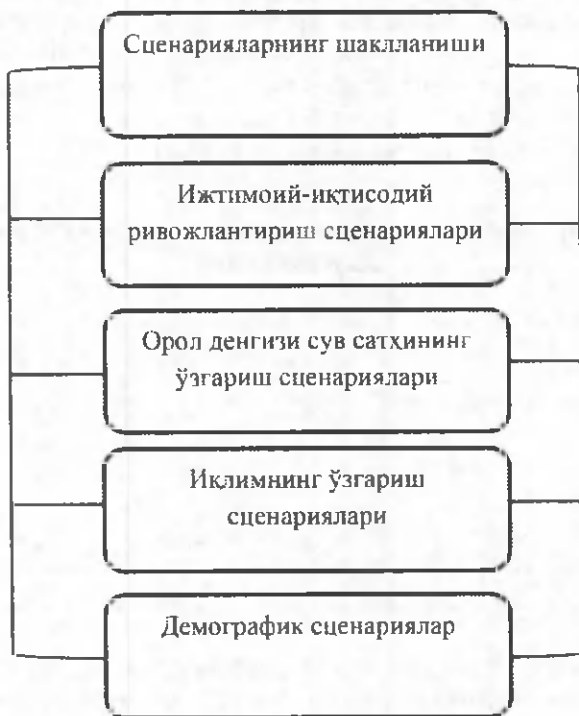 Сценарияларнинг шаклланиши
Ижтимоий-иқтисодий
ривожлантириш сценариялари
Орол денгизи сув сатҳининг
ўзгариш сценариялари
Иқлимнинг ўзгариш
сценариялари
Демографик сценариялар